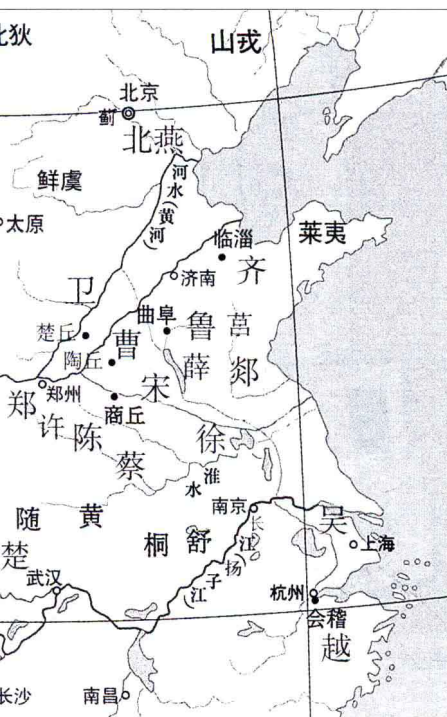 北狄
山戎
北京
蓟
北燕
河水（黄河
鲜虞
太原
莱夷
临淄
齐
济南
卫
曲阜
鲁
莒
楚丘
曹
陶丘
薛
郯
宋
郑
郑州
商丘
许
陈
徐
蔡
淮水
随
黄
南京
长江
吴
桐
舒
上海
楚
（扬子江
武汉
杭州
会稽
越
长沙
南昌